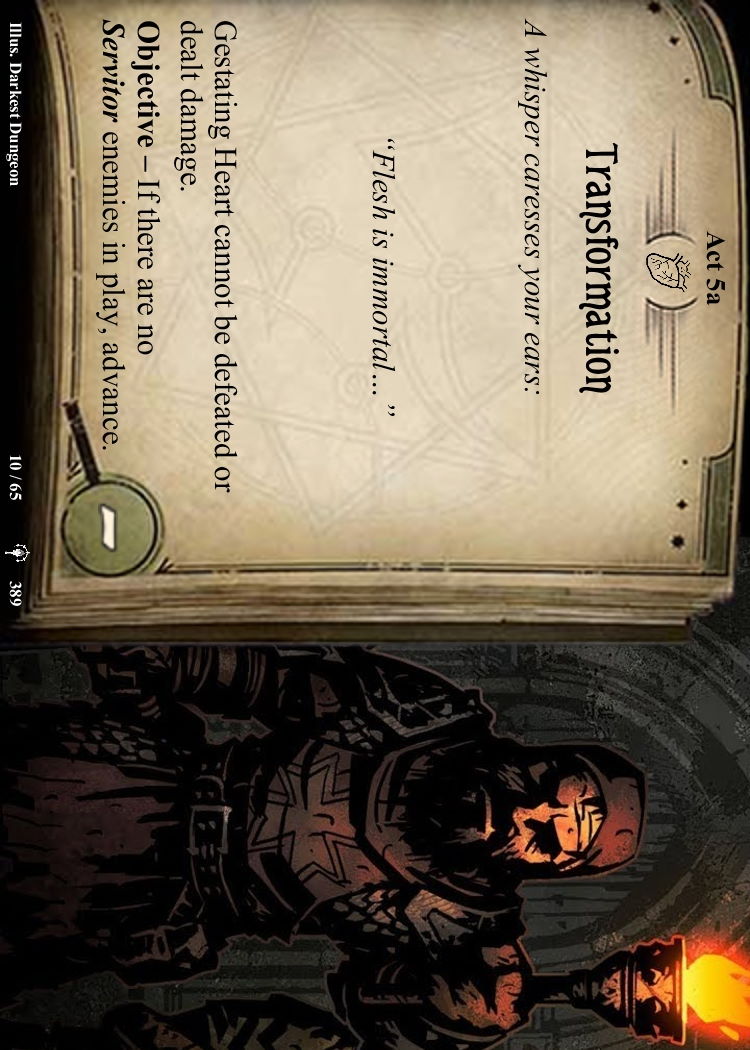 Act 5a
Transformation
A whisper caresses your ears:
“Flesh is immortal... ”
Gestating Heart cannot be defeated or
dealt damage.
Objective – If there are no
Servitor enemies in play, advance.
–
Illus. Darkest Dungeon
10 / 65
389